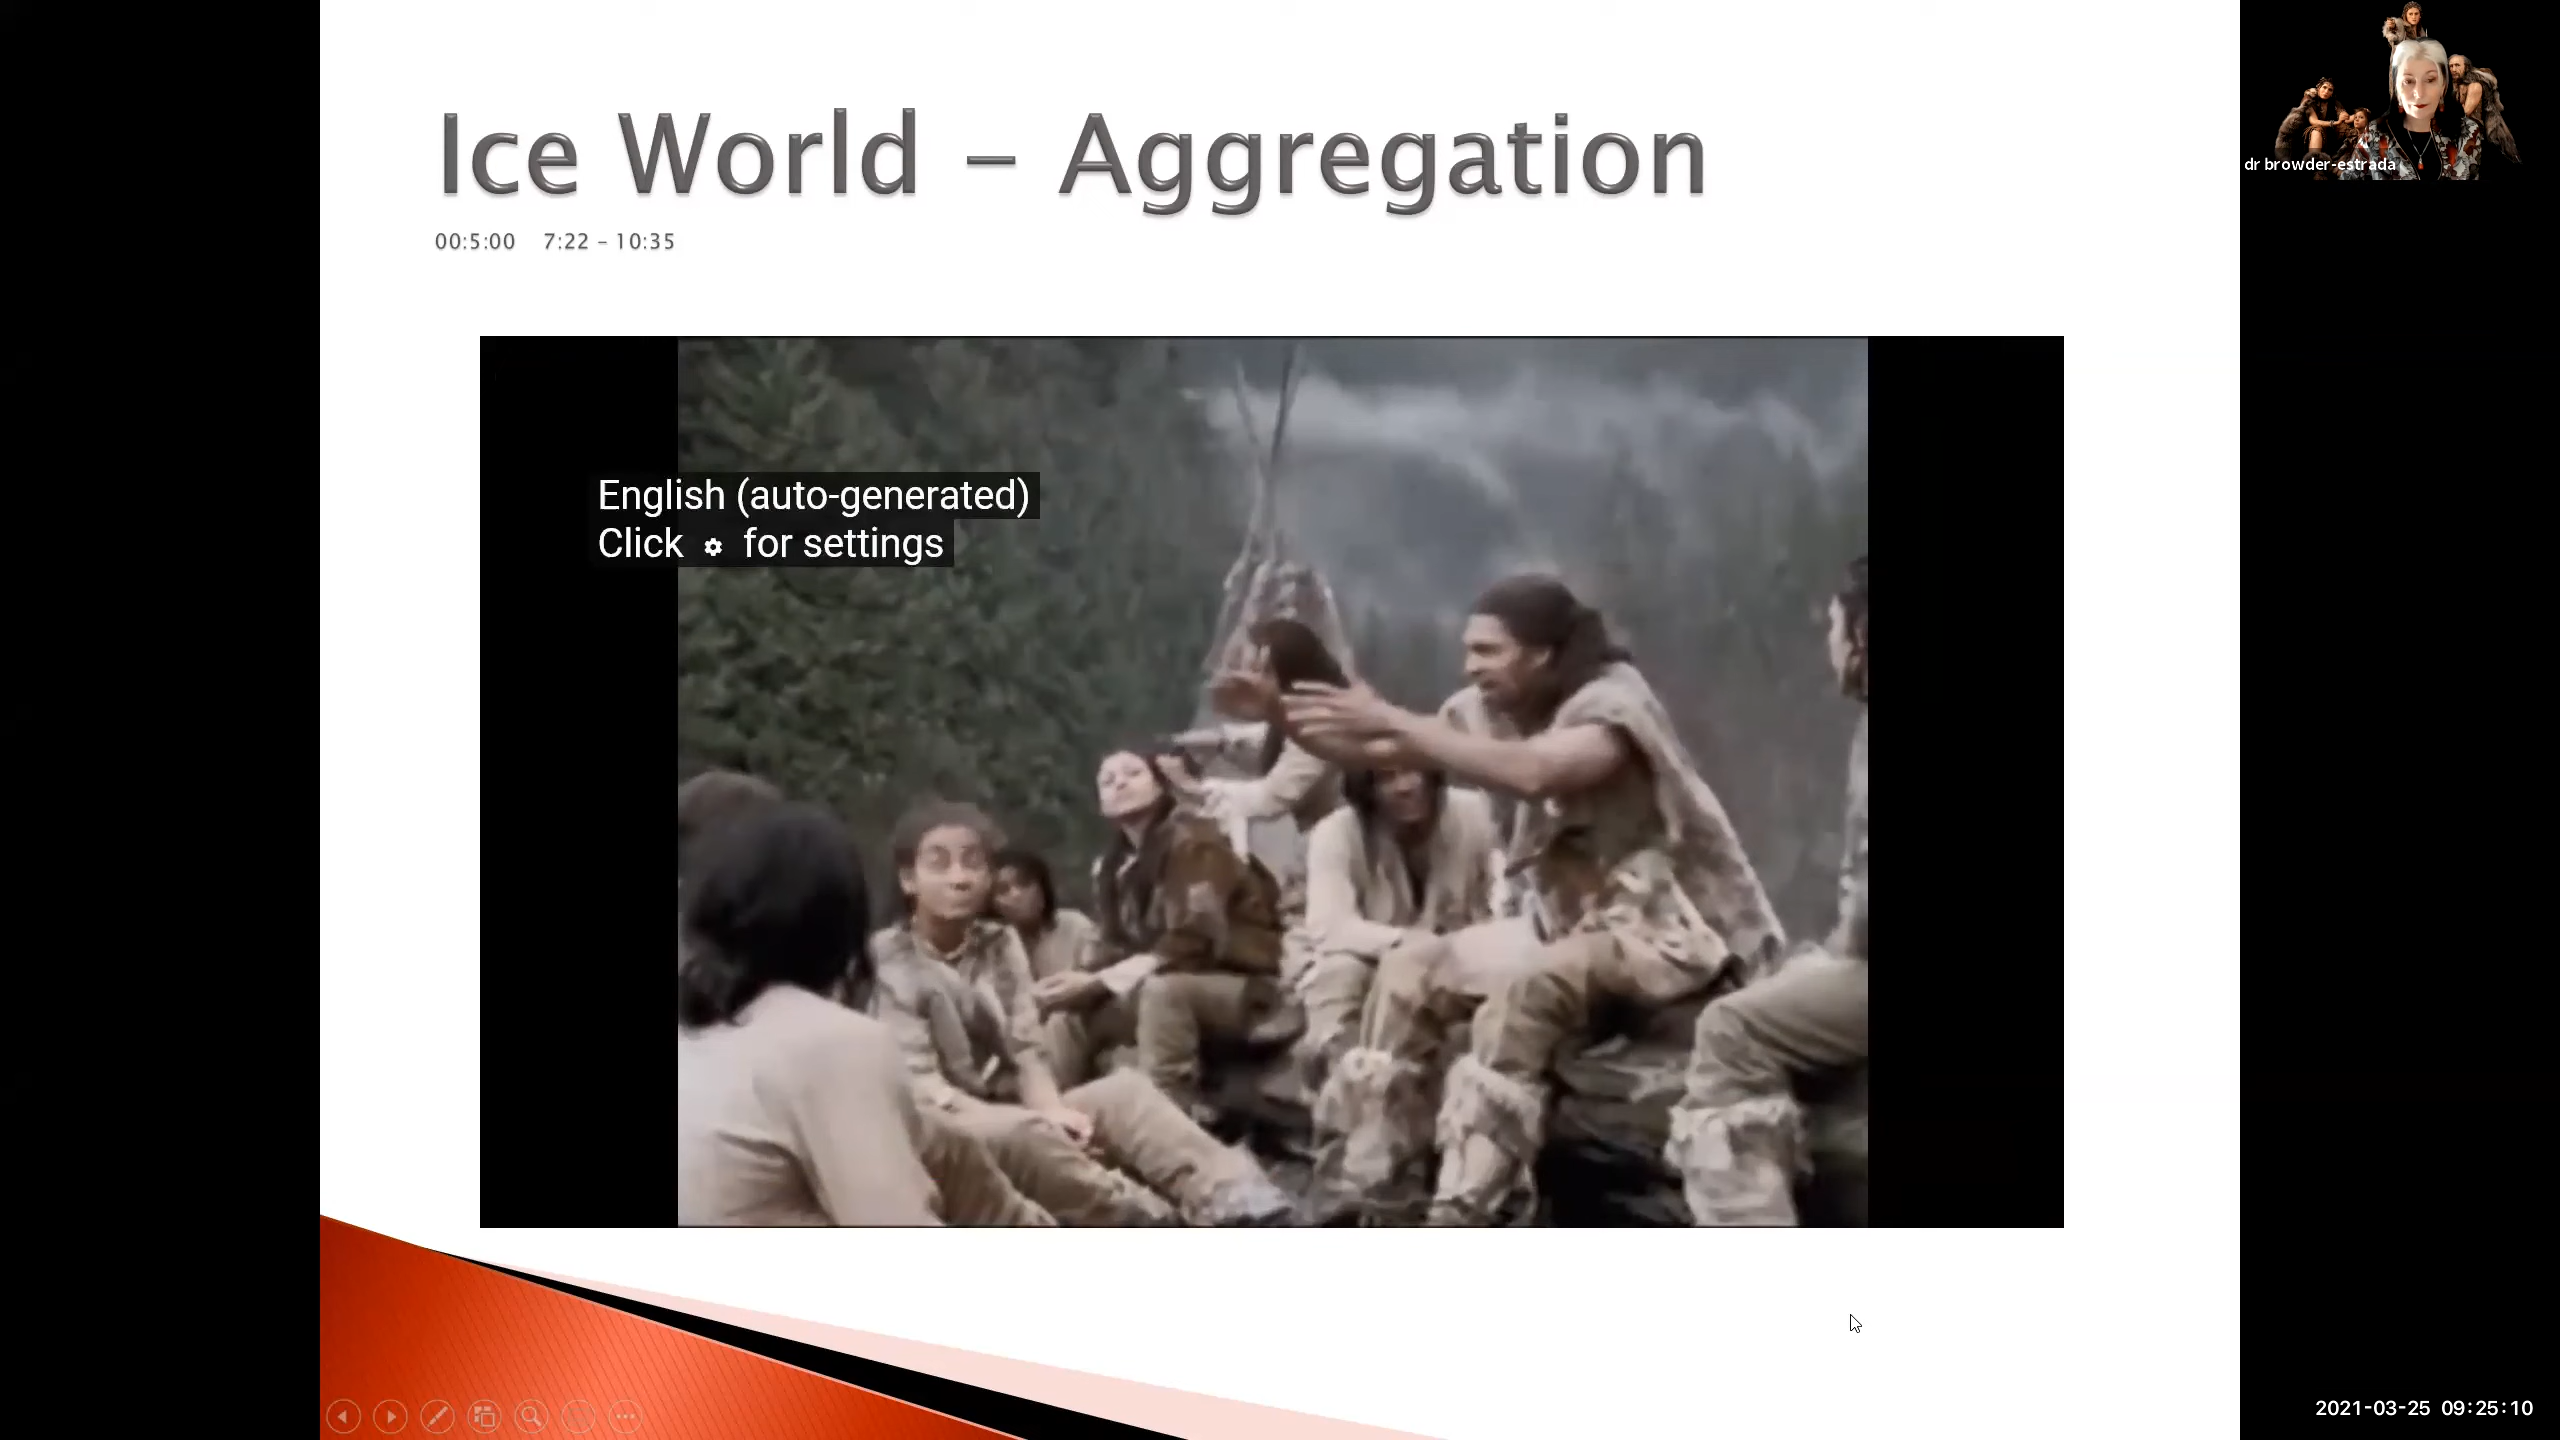 Ice World – Aggregation
00:5:00 7:22 – 10:35
English (auto-generated)
Click for settings
dr browder-estrada
2021-03-25 09:25:10